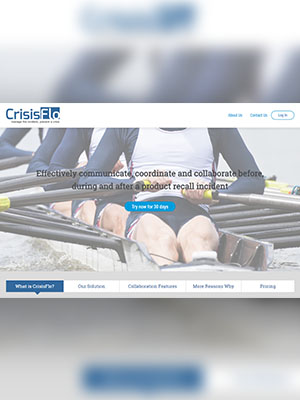 CrisisFlo
manage the incident, prevent a crisis
About Us
Contact Us
Log In
Effectively communicate, coordinate and collaborate before,
during and after a product recall incident
Try now for 30 days
What is CrisisFlo?
Our Solution
Collaboration Features
More Reasons Why
Pricing